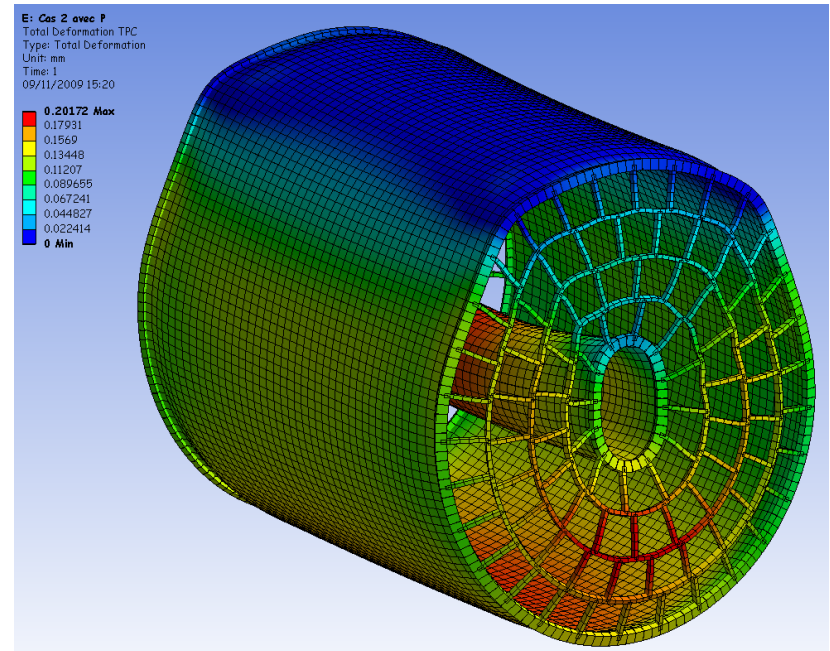 E: Cas 2 avec P
Total Deformation TPC
Type: Total Deformation
Unit: mm
Time: 1
09/11/2009 15:20
0.20172 Max
0.17931
0.1569
0.13448
0.11207
0.089655
0.067241
0.044827
0.022414
0 Min